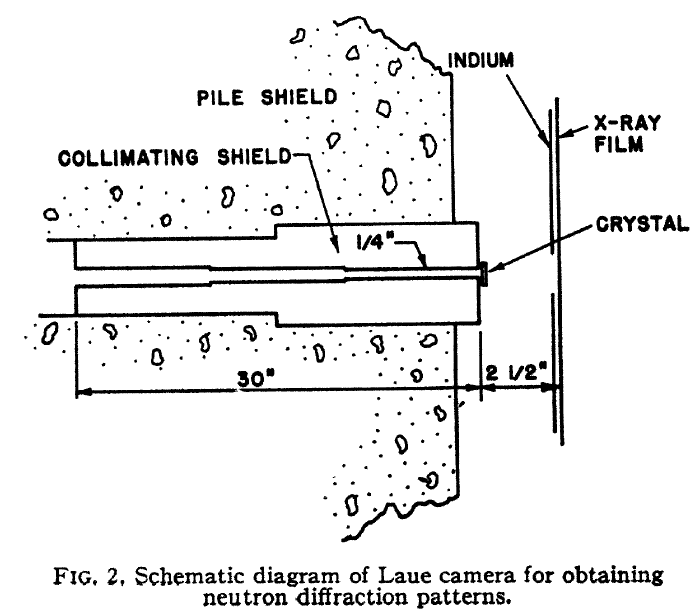 INDIUM
PILE SHIELD
X-RAY
FILM
COLLIMATING SHIELD
CRYSTAL
1/4"
30"
2 1/2"
FIG. 2. Schematic diagram of Laue camera for obtaining
neutron diffraction patterns.